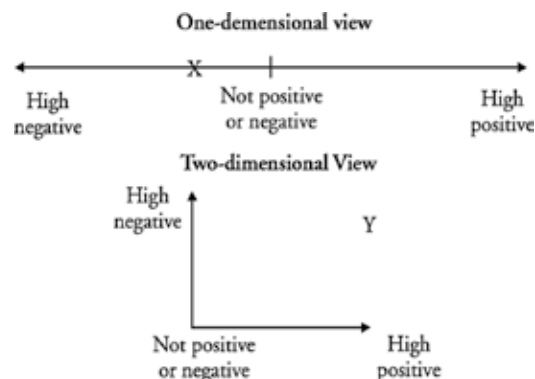 One-demensional view
X
High
negative
Not positive
or negative
High
positive
Two-dimensional View
High
negative
Y
Not positive
or negative
High
positive